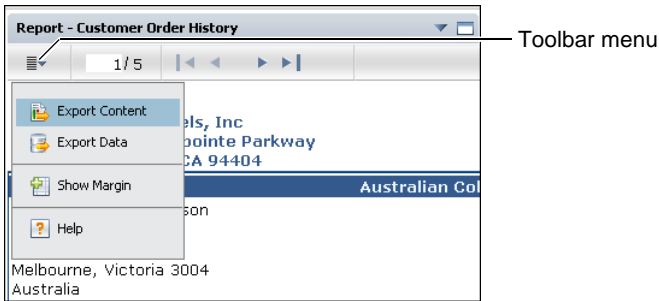 Report - Customer Order History
Toolbar menu
1/ 5
Export Content
els, Inc
Export Data
pointe Parkway
CA 94404
Show Margin
Australian Col
son
Help
Melbourne, Victoria 3004
Australia